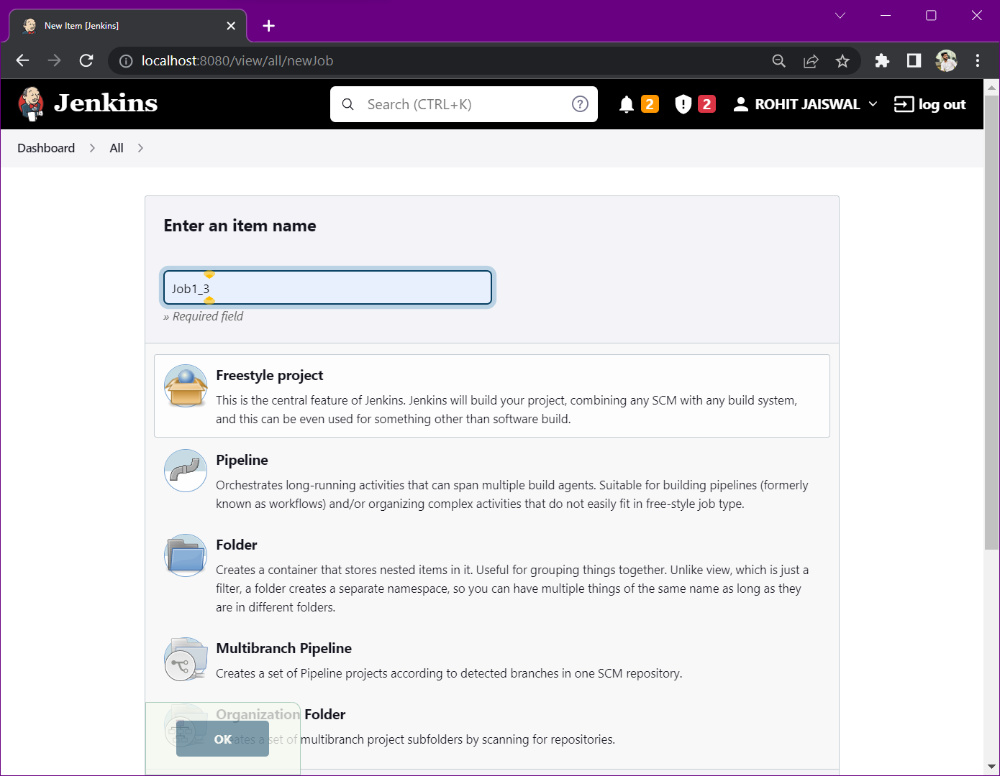 New Item [Jenkins]
localhost:8080/view/all/newJob
Jenkins
Search (CTRL+K)
2
2
ROHIT JAISWAL
log out
Dashboard
All
Enter an item name
Job1_3
» Required field
Freestyle project
This is the central feature of Jenkins. Jenkins will build your project, combining any SCM with any build system,
and this can be even used for something other than software build.
Pipeline
Orchestrates long-running activities that can span multiple build agents. Suitable for building pipelines (formerly
known as workflows) and/or organizing complex activities that do not easily fit in free-style job type.
Folder
Creates a container that stores nested items in it. Useful for grouping things together. Unlike view, which is just a
filter, a folder creates a separate namespace, so you can have multiple things of the same name as long as they
are in different folders.
Multibranch Pipeline
Creates a set of Pipeline projects according to detected branches in one SCM repository.
Organization Folder
Creates a set of multibranch project subfolders by scanning for repositories.
OK